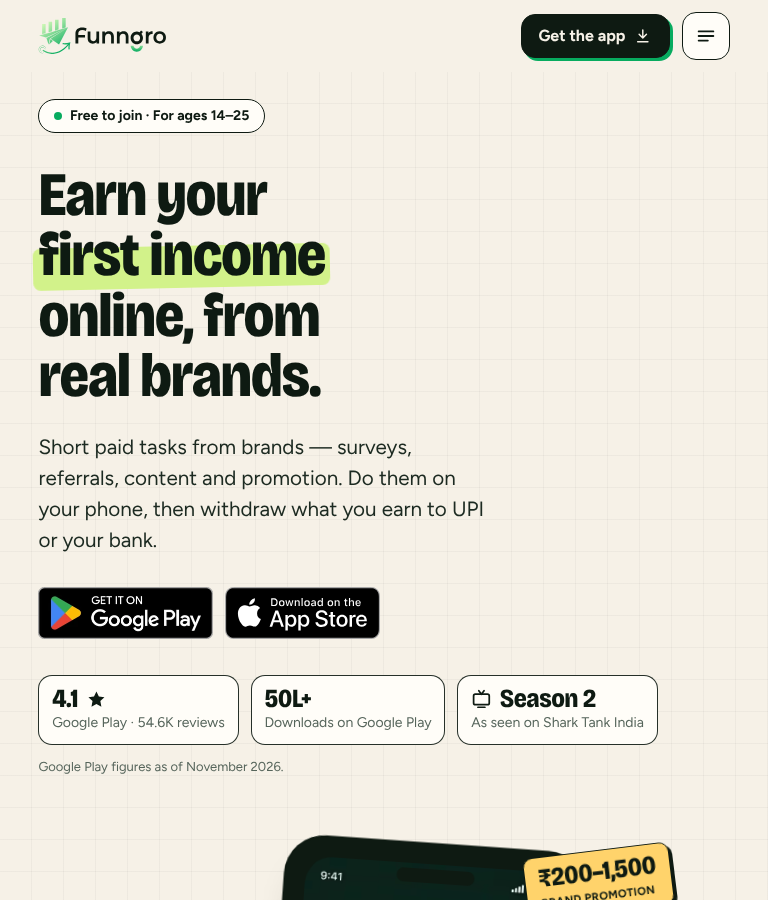 Funngro
Get the app
Free to join · For ages 14–25
Earn your
first income
online, from
real brands.
Short paid tasks from brands — surveys,
referrals, content and promotion. Do them on
your phone, then withdraw what you earn to UPI
or your bank.
GET IT ON
Google Play
Download on the
App Store
4.1 ★
Google Play · 54.6K reviews
50L+
Downloads on Google Play
Season 2
As seen on Shark Tank India
Google Play figures as of November 2026.
9:41
₹200–1,500
BRAND PROMOTION